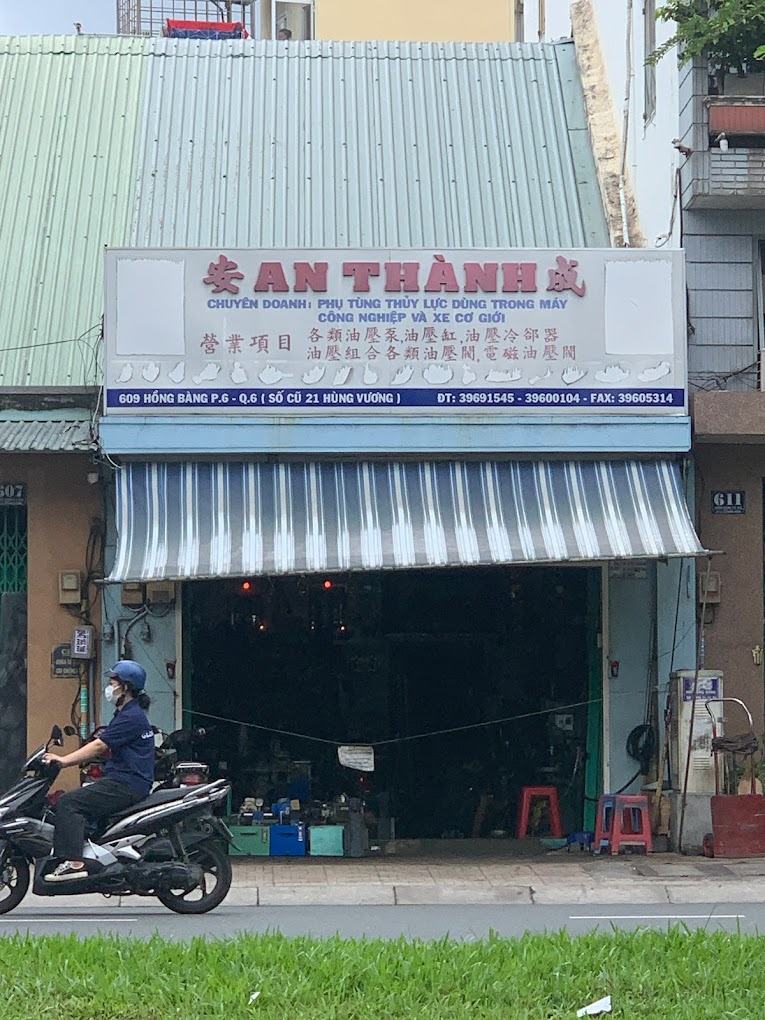 安 AN THÀNH 成
CHUYÊN DOANH: PHỤ TÙNG THỦY LỰC DÙNG TRONG MÁY
CÔNG NGHIỆP VÀ XE CƠ GIỚI
營業項目
各類油壓泵,油壓缸,油壓冷卻器
油壓組合各類油壓閥,電磁油壓閥
609 HỒNG BÀNG P.6 - Q.6 ( SỐ CŨ 21 HÙNG VƯƠNG ) ĐT: 39691545 - 39600104 - FAX: 39605314
607
611